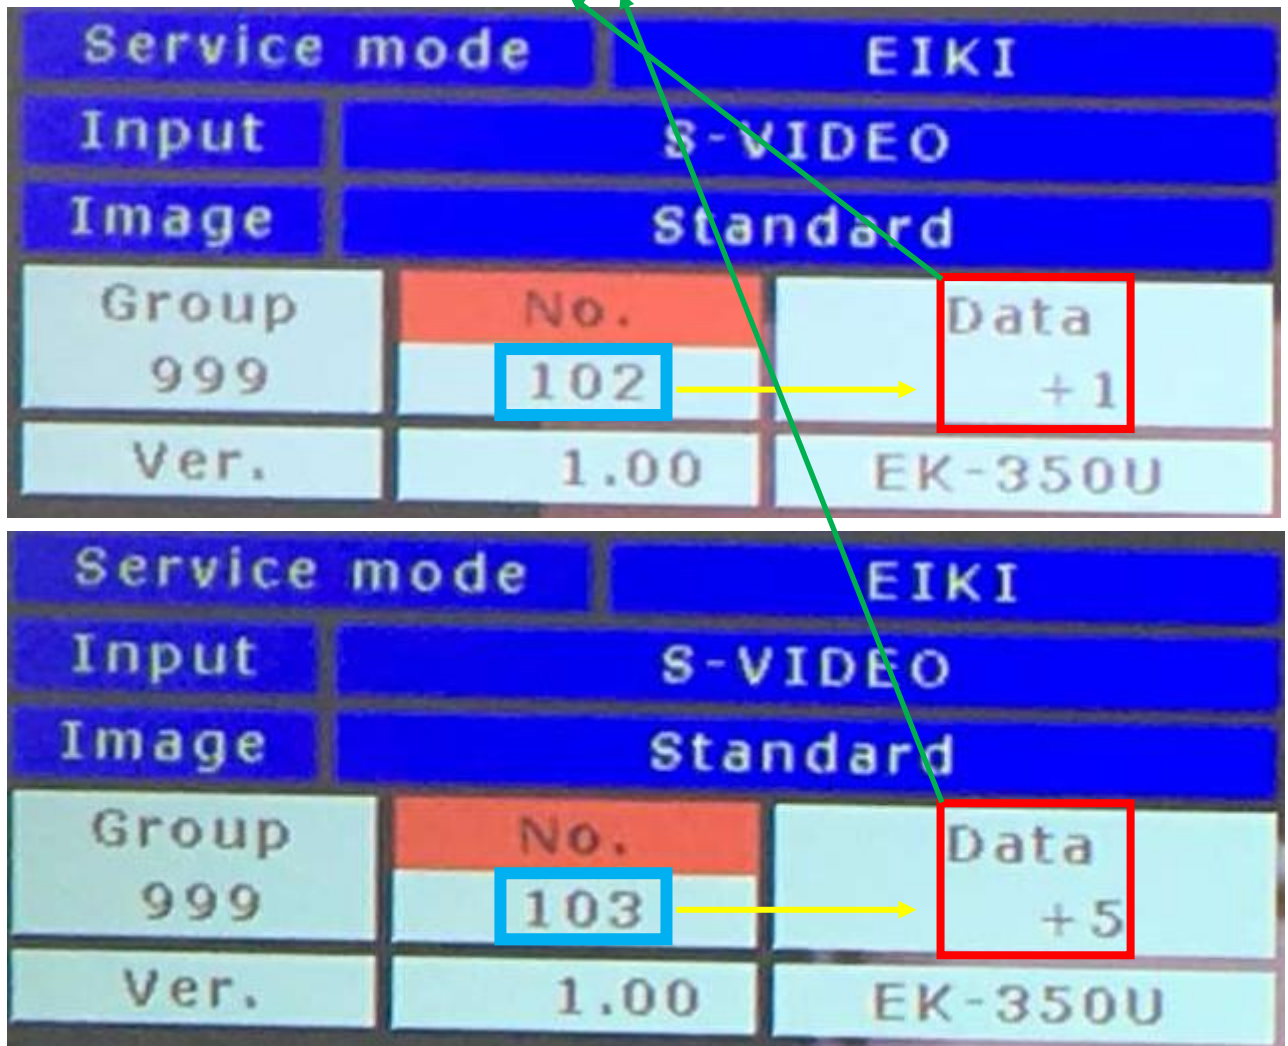 Service mode EIKI
Input S-VIDEO
Image Standard
Group No. Data
999 102 +1
Ver. 1.00 EK-350U
Service mode EIKI
Input S-VIDEO
Image Standard
Group No. Data
999 103 +5
Ver. 1.00 EK-350U